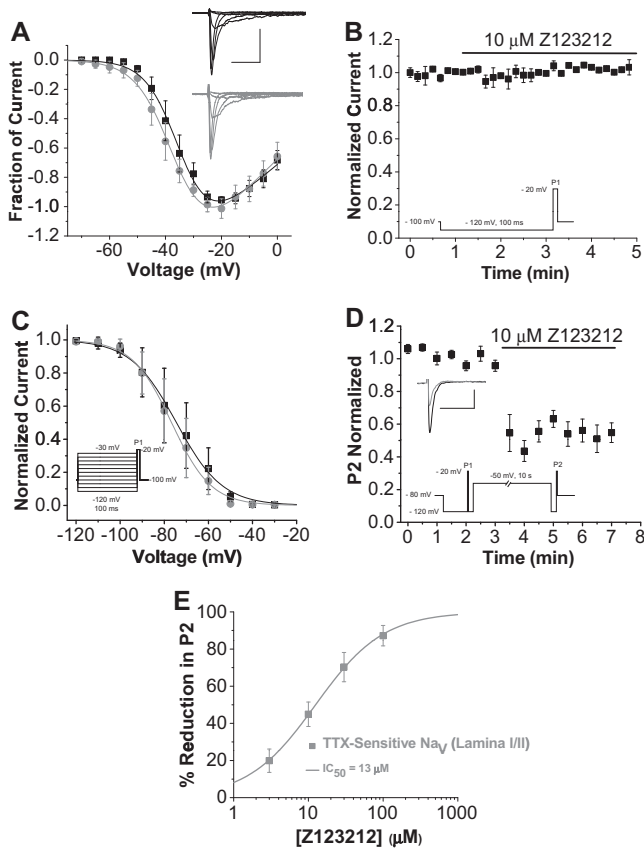 A
Fraction of Current
0.0
-0.2
-0.4
-0.6
-0.8
-1.0
-1.2
-60 -40 -20 0
Voltage (mV)
B
10 μM Z123212
Normalized Current
1.2
1.0
0.8
0.6
0.4
0.2
0.0
P1
- 20 mV
- 100 mV
-120 mV, 100 ms
0 1 2 3 4 5
Time (min)
C
Normalized Current
1.0
0.8
0.6
0.4
0.2
0.0
P1
-30 mV
-20 mV
-100 mV
-120 mV
100 ms
-120 -100 -80 -60 -40 -20
Voltage (mV)
D
10 μM Z123212
P2 Normalized
1.2
1.0
0.8
0.6
0.4
0.2
0.0
P1
P2
- 20 mV
-50 mV, 10 s
- 80 mV
- 120 mV
0 1 2 3 4 5 6 7 8
Time (min)
E
% Reduction in P2
100
80
60
40
20
0
TTX-Sensitive NaV (Lamina I/II)
IC50 = 13 μM
1 10 100 1000
[Z123212] (μM)